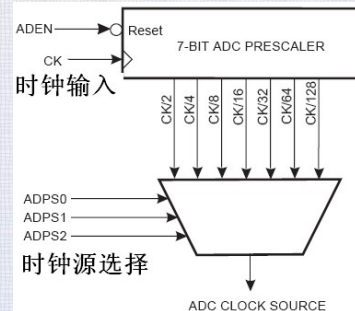 ADEN
Reset
7-BIT ADC PRESCALER
CK
时钟输入
CK/2
CK/4
CK/8
CK/16
CK/32
CK/64
CK/128
ADPS0
ADPS1
ADPS2
时钟源选择
ADC CLOCK SOURCE